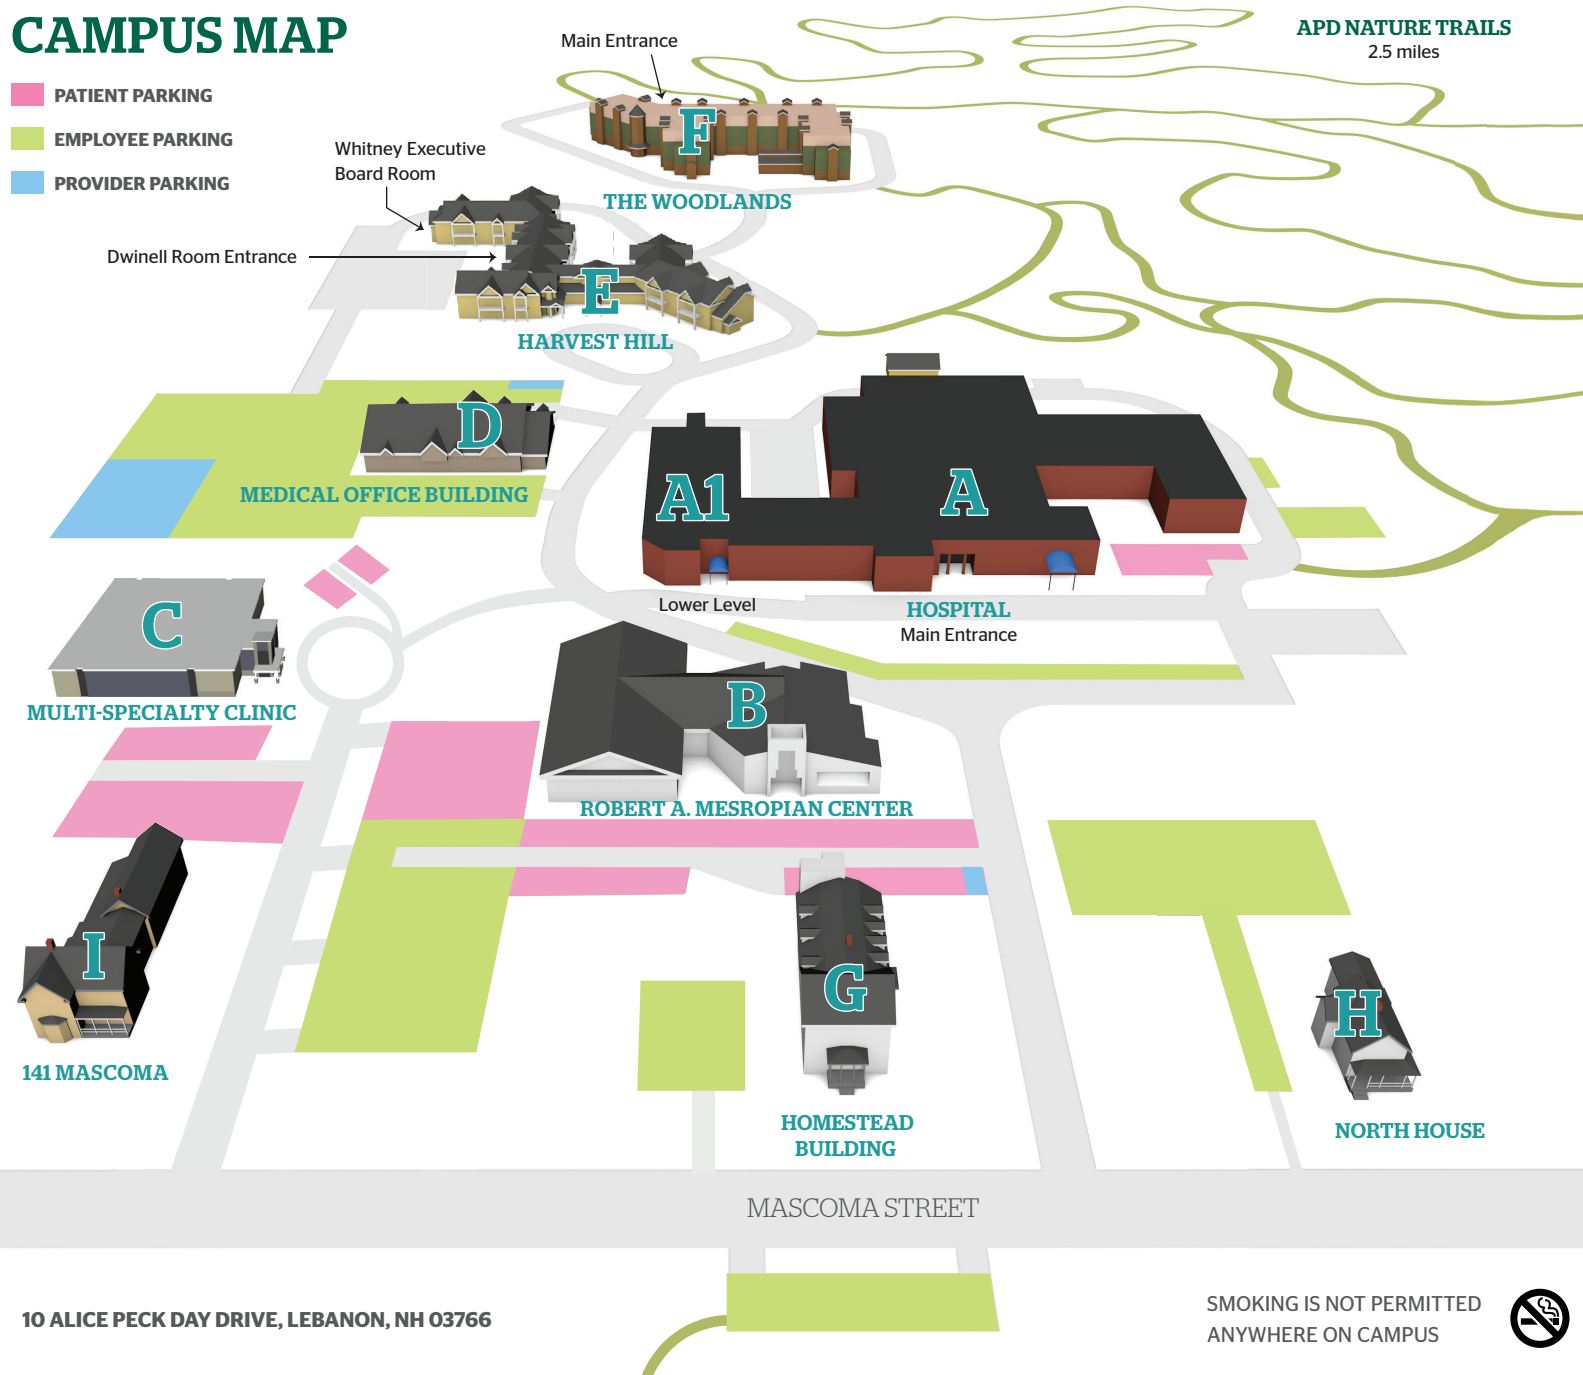 CAMPUS MAP
PATIENT PARKING
EMPLOYEE PARKING
PROVIDER PARKING
Main Entrance
APD NATURE TRAILS
2.5 miles
F
THE WOODLANDS
Whitney Executive
Board Room
Dwinell Room Entrance
E
HARVEST HILL
D
MEDICAL OFFICE BUILDING
A1
A
Lower Level
HOSPITAL
Main Entrance
C
MULTI-SPECIALTY CLINIC
B
ROBERT A. MESROPIAN CENTER
I
141 MASCOMA
G
HOMESTEAD
BUILDING
H
NORTH HOUSE
MASCOMA STREET
10 ALICE PECK DAY DRIVE, LEBANON, NH 03766
SMOKING IS NOT PERMITTED
ANYWHERE ON CAMPUS